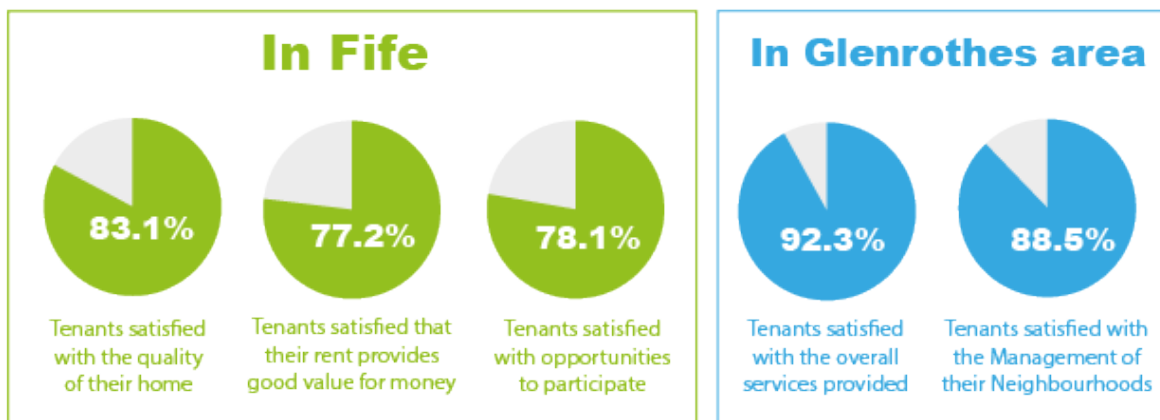 In Fife
83.1%
77.2%
78.1%
Tenants satisfied
with the quality
of their home
Tenants satisfied that
their rent provides
good value for money
Tenants satisfied
with opportunities
to participate
In Glenrothes area
92.3%
88.5%
Tenants satisfied
with the overall
services provided
Tenants satisfied with
the Management of
their Neighbourhoods